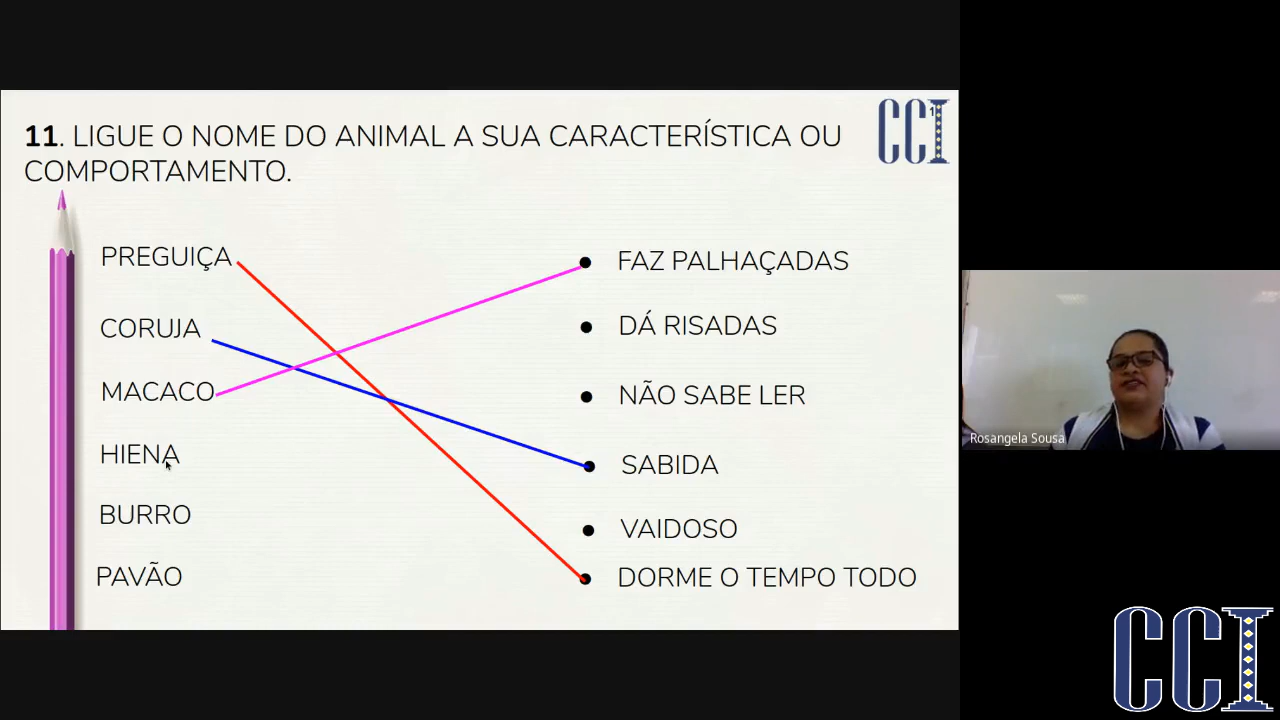 11. LIGUE O NOME DO ANIMAL A SUA CARACTERÍSTICA OU
COMPORTAMENTO.
CCI
1
PREGUIÇA
CORUJA
MACACO
HIENA
BURRO
PAVÃO
FAZ PALHAÇADAS
DÁ RISADAS
NÃO SABE LER
SABIDA
VAIDOSO
DORME O TEMPO TODO
Rosangela Sousa
CCI